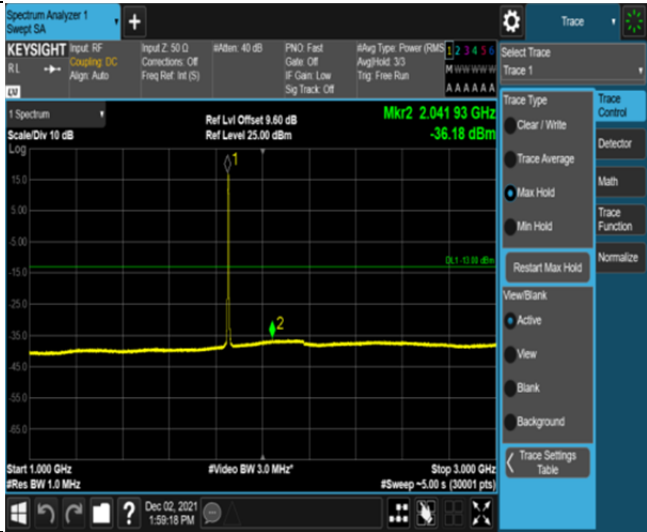 Spectrum Analyzer 1
Swept SA
+
Trace
KEYSIGHT
Input: RF
Input Z: 50 Ω
#Atten: 40 dB
PNO: Fast
#Avg Type: Power (RMS
1 2 3 4 5 6
RL
Coupling: DC
Corrections: Off
Gate: Off
Avg|Hold: 3/3
M W W W W W
Align: Auto
Freq Ref: Int (S)
IF Gain: Low
Trig: Free Run
Sig Track: Off
A A A A A A
LV
Select Trace
Trace 1
1 Spectrum
Ref Lvl Offset 9.60 dB
Mkr2 2.041 93 GHz
Scale/Div 10 dB
Ref Level 25.00 dBm
-36.18 dBm
Log
1
15.0
5.00
-5.00
DL1 -13.00 dBm
-15.0
-25.0
2
-35.0
-45.0
-55.0
-65.0
Start 1.000 GHz
#Video BW 3.0 MHz*
Stop 3.000 GHz
#Res BW 1.0 MHz
#Sweep ~5.00 s (30001 pts)
Trace Type
Clear / Write
Trace Average
Max Hold
Min Hold
Restart Max Hold
View/Blank
Active
View
Blank
Background
Trace Settings
Table
Trace
Control
Detector
Math
Trace
Function
Normalize
?
Dec 02, 2021
1:59:18 PM